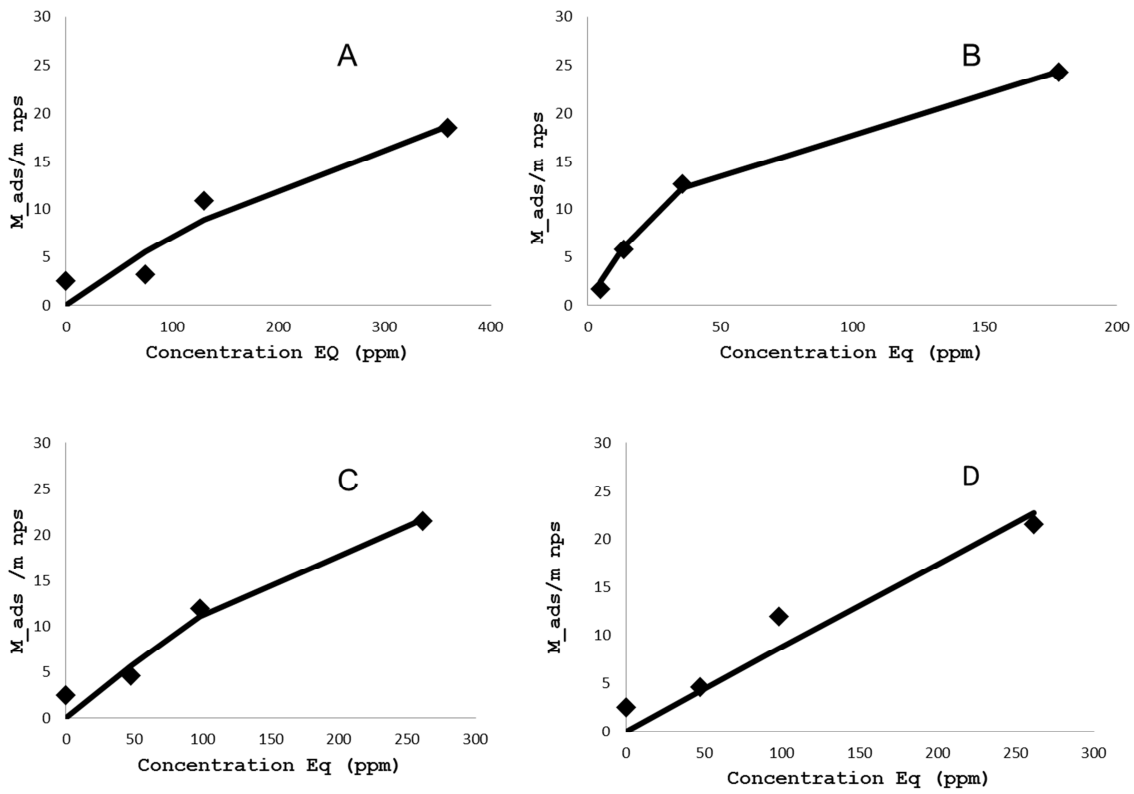 A
M_ads/m nps
30
25
20
15
10
5
0
0 100 200 300 400
Concentration EQ (ppm)
B
M_ads/m nps
30
25
20
15
10
5
0
0 50 100 150 200
Concentration Eq (ppm)
C
M_ads /m nps
30
25
20
15
10
5
0
0 50 100 150 200 250 300
Concentration Eq (ppm)
D
M_ads/m nps
30
25
20
15
10
5
0
0 50 100 150 200 250 300
Concentration Eq (ppm)